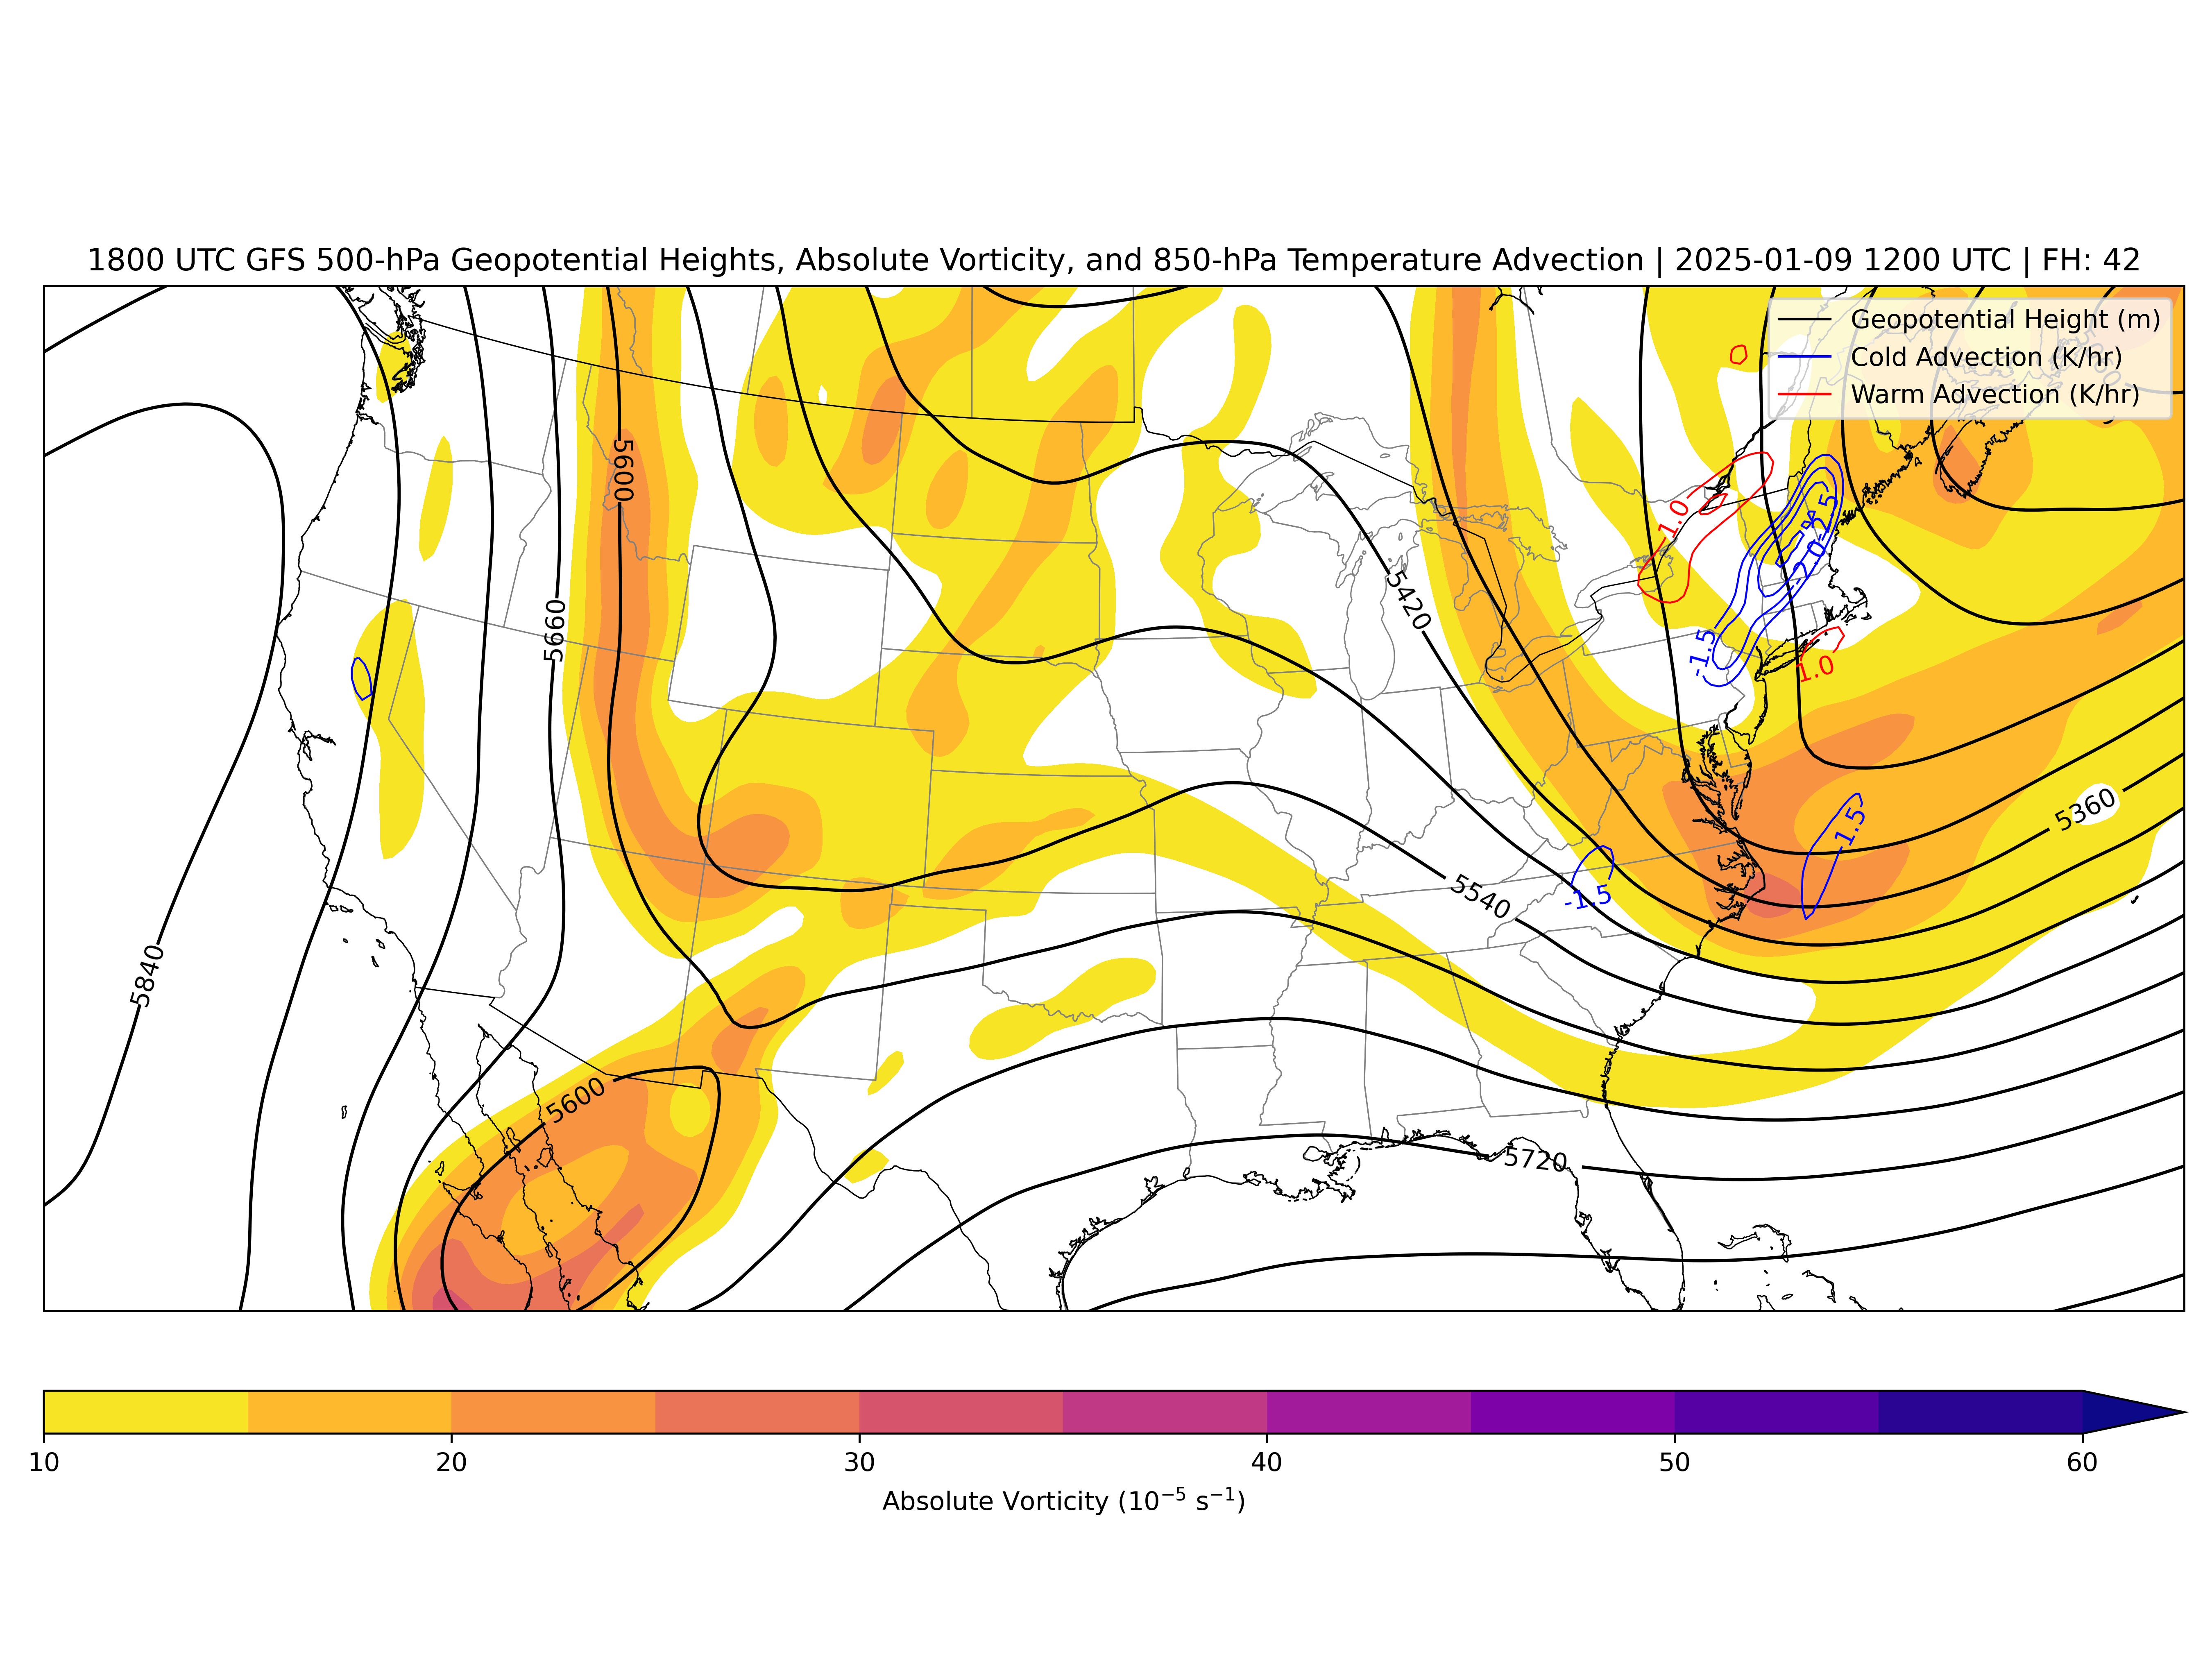 1800 UTC GFS 500-hPa Geopotential Heights, Absolute Vorticity, and 850-hPa Temperature Advection | 2025-01-09 1200 UTC | FH: 42
Geopotential Height (m)
Cold Advection (K/hr)
Warm Advection (K/hr)
5600
1.0
-2.5
-2.0
5420
5660
-1.5
1.0
5360
-1.5
5540
-1.5
5840
5600
5720
10 20 30 40 50 60
Absolute Vorticity (10⁻⁵ s⁻¹)